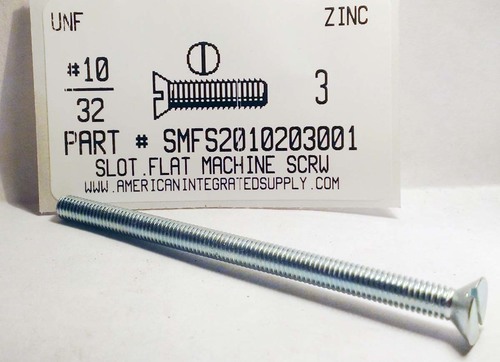 UNF ZINC
#10
32
3
PART # SMFS2010203001
SLOT.FLAT MACHINE SCRW
WWW.AMERICANINTEGRATEDSUPPLY.COM/